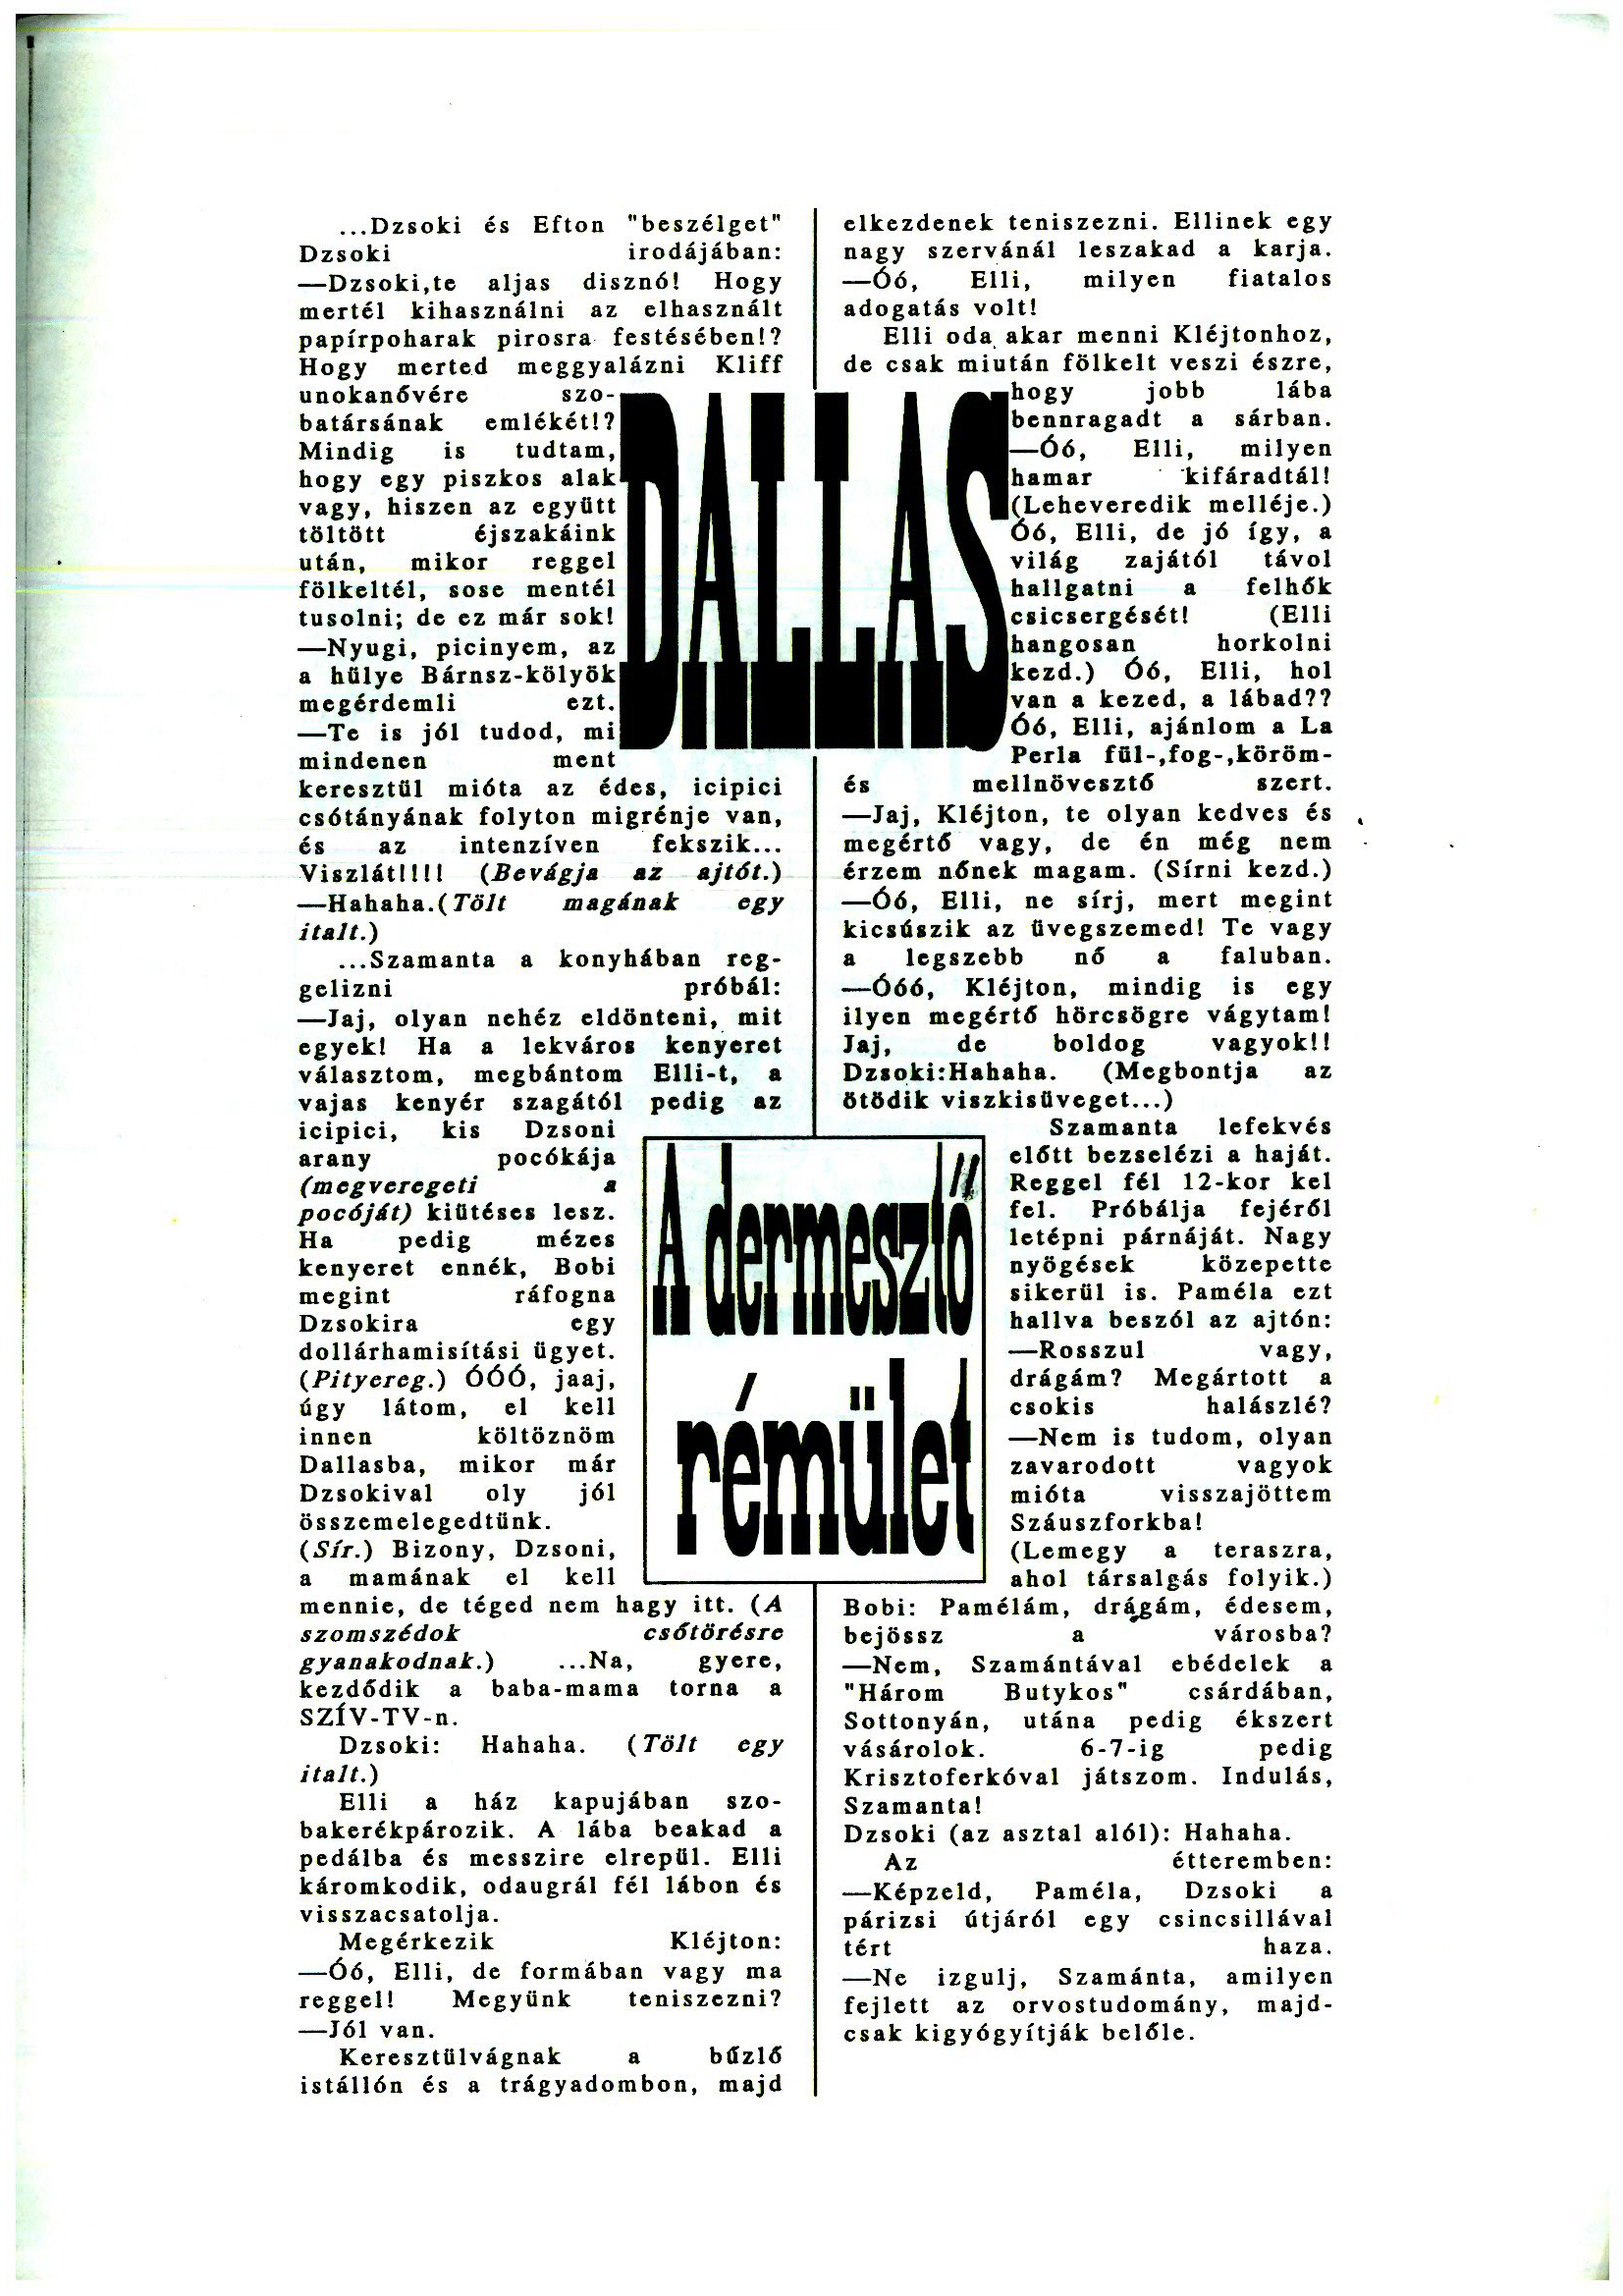 ...Dzsoki és Efton "beszélget"
Dzsoki irodájában:
—Dzsoki,te aljas disznó! Hogy
mertél kihasználni az elhasznált
papírpoharak pirosra festésében!?
Hogy merted meggyalázni Kliff
unokanővére szo-
batársának emlékét!?
Mindig is tudtam,
hogy egy piszkos alak
vagy, hiszen az együtt
töltött éjszakáink
után, mikor reggel
fölkeltél, sose mentél
tusolni; de ez már sok!
—Nyugi, picinyem, az
a hülye Bárnsz-kölyök
megérdemli ezt.
—Te is jól tudod, mi
mindenen ment
keresztül mióta az édes, icipici
csótányának folyton migrénje van,
és az intenzíven fekszik...
Viszlát!!!!! (Bevágja az ajtót.)
—Hahaha.(Tölt magának egy
italt.)
...Szamanta a konyhában reg-
gelizni próbál:
—Jaj, olyan nehéz eldönteni, mit
egyek! Ha a lekváros kenyeret
választom, megbántom Elli-t, a
vajas kenyér szagától pedig az
icipici, kis Dzsoni
arany pocókája
(megveregeti a
pocóját) kiütéses lesz.
Ha pedig mézes
kenyeret ennék, Bobi
megint ráfogna
Dzsokira egy
dollárhamisítási ügyet.
(Pityereg.) ÓÓÓ, jaaj,
úgy látom, el kell
innen költöznöm
Dallasba, mikor már
Dzsokival oly jól
összemelegedtünk.
(Sír.) Bizony, Dzsoni,
a mamának el kell
mennie, de téged nem hagy itt. (A
szomszédok csőtörésre
gyanakodnak.) ...Na, gyere,
kezdődik a baba-mama torna a
SZÍV-TV-n.
Dzsoki: Hahaha. (Tölt egy
italt.)
Elli a ház kapujában szo-
bakerékpározik. A lába beakad a
pedálba és messzire elrepül. Elli
káromkodik, odaugrál fél lábon és
visszacsatolja.
Megérkezik Kléjton:
—Óó, Elli, de formában vagy ma
reggel! Megyünk teniszezni?
—Jól van.
Keresztülvágnak a bűzlő
istállón és a trágyadombon, majd
DALLAS
A dermesztő
rémület
elkezdenek teniszezni. Ellinek egy
nagy szervánál leszakad a karja.
—Óó, Elli, milyen fiatalos
adogatás volt!
Elli oda akar menni Kléjtonhoz,
de csak miután fölkelt veszi észre,
hogy jobb lába
bennragadt a sárban.
—Óó, Elli, milyen
hamar kifáradtál!
(Leheveredik melléje.)
Óó, Elli, de jó így, a
világ zajától távol
hallgatni a felhők
csicsergését! (Elli
hangosan horkolni
kezd.) Óó, Elli, hol
van a kezed, a lábad??
Óó, Elli, ajánlom a La
Perla fül-,fog-,köröm-
és mellnövesztő szert.
—Jaj, Kléjton, te olyan kedves és
megértő vagy, de én még nem
érzem nőnek magam. (Sírni kezd.)
—Óó, Elli, ne sírj, mert megint
kicsúszik az üvegszemed! Te vagy
a legszebb nő a faluban.
—Óóó, Kléjton, mindig is egy
ilyen megértő hörcsögre vágytam!
Jaj, de boldog vagyok!!
Dzsoki:Hahaha. (Megbontja az
ötödik viszkisüveget...)
Szamanta lefekvés
előtt bezselézi a haját.
Reggel fél 12-kor kel
fel. Próbálja fejéről
letépni párnáját. Nagy
nyögések közepette
sikerül is. Paméla ezt
hallva beszól az ajtón:
—Rosszul vagy,
drágám? Megártott a
csokis halászlé?
—Nem is tudom, olyan
zavarodott vagyok
mióta visszajöttem
Száuszforkba!
(Lemegy a teraszra,
ahol társalgás folyik.)
Bobi: Pamélám, drágám, édesem,
bejössz a városba?
—Nem, Szamántával ebédelek a
"Három Butykos" csárdában,
Sottonyán, utána pedig ékszert
vásárolok. 6-7-ig pedig
Krisztoferkóval játszom. Indulás,
Szamanta!
Dzsoki (az asztal alól): Hahaha.
Az étteremben:
—Képzeld, Paméla, Dzsoki a
párizsi útjáról egy csincsillával
tért haza.
—Ne izgulj, Szamánta, amilyen
fejlett az orvostudomány, majd-
csak kigyógyítják belőle.